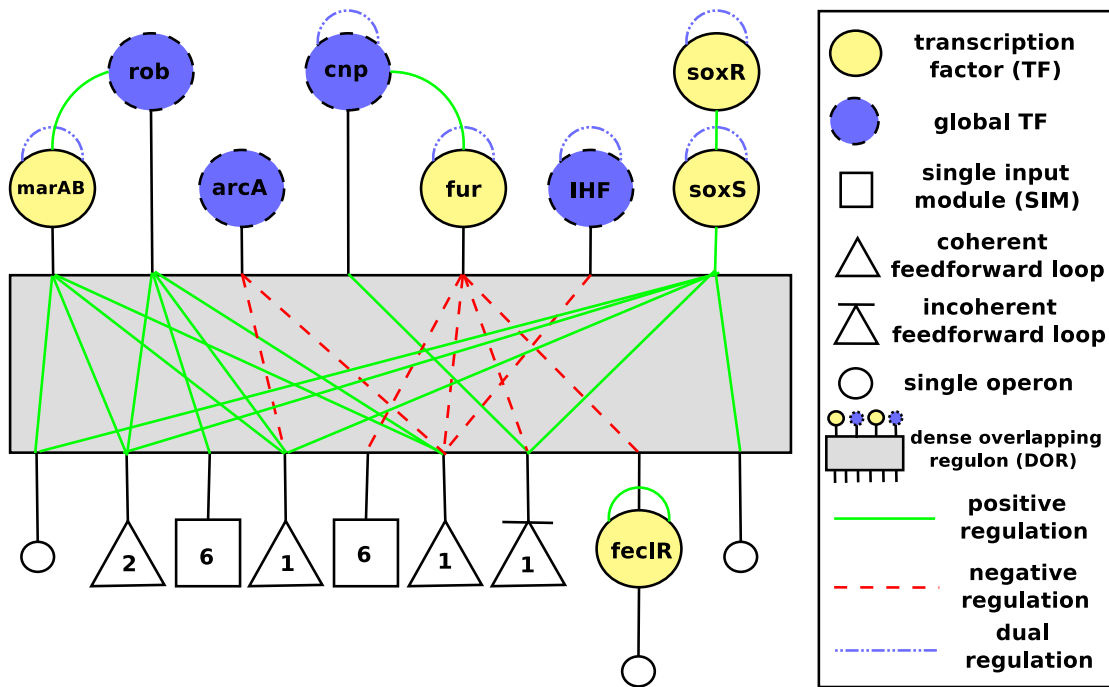 rob
cnp
soxR
marAB
arcA
fur
IHF
soxS
2
6
1
6
1
1
fecIR
transcription
factor (TF)
global TF
single input
module (SIM)
coherent
feedforward loop
incoherent
feedforward loop
single operon
dense overlapping
regulon (DOR)
positive
regulation
negative
regulation
dual
regulation